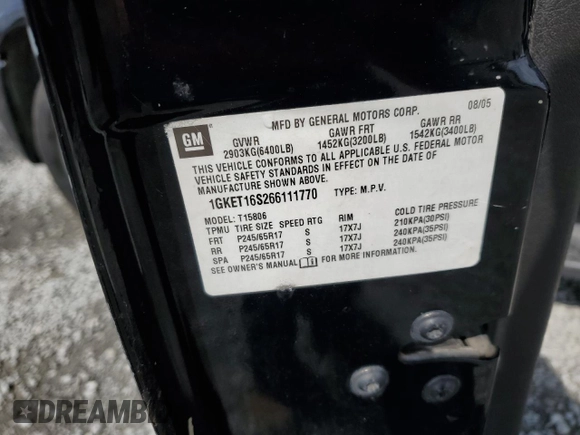 MFD BY GENERAL MOTORS CORP. 08/05
GM
GVWR GAWR FRT GAWR RR
2903KG(6400LB) 1452KG(3200LB) 1542KG(3400LB)
THIS VEHICLE CONFORMS TO ALL APPLICABLE U.S. FEDERAL MOTOR
VEHICLE SAFETY STANDARDS IN EFFECT ON THE DATE OF
MANUFACTURE SHOWN ABOVE.
1GKET16S266111770 TYPE: M.P.V.
MODEL: T15806
TPMU TIRE SIZE SPEED RTG RIM COLD TIRE PRESSURE
FRT P245/65R17 S 17X7J 210KPA(30PSI)
RR P245/65R17 S 17X7J 240KPA(35PSI)
SPA P245/65R17 S 17X7J 240KPA(35PSI)
SEE OWNER'S MANUAL FOR MORE INFORMATION.
DREAMBI